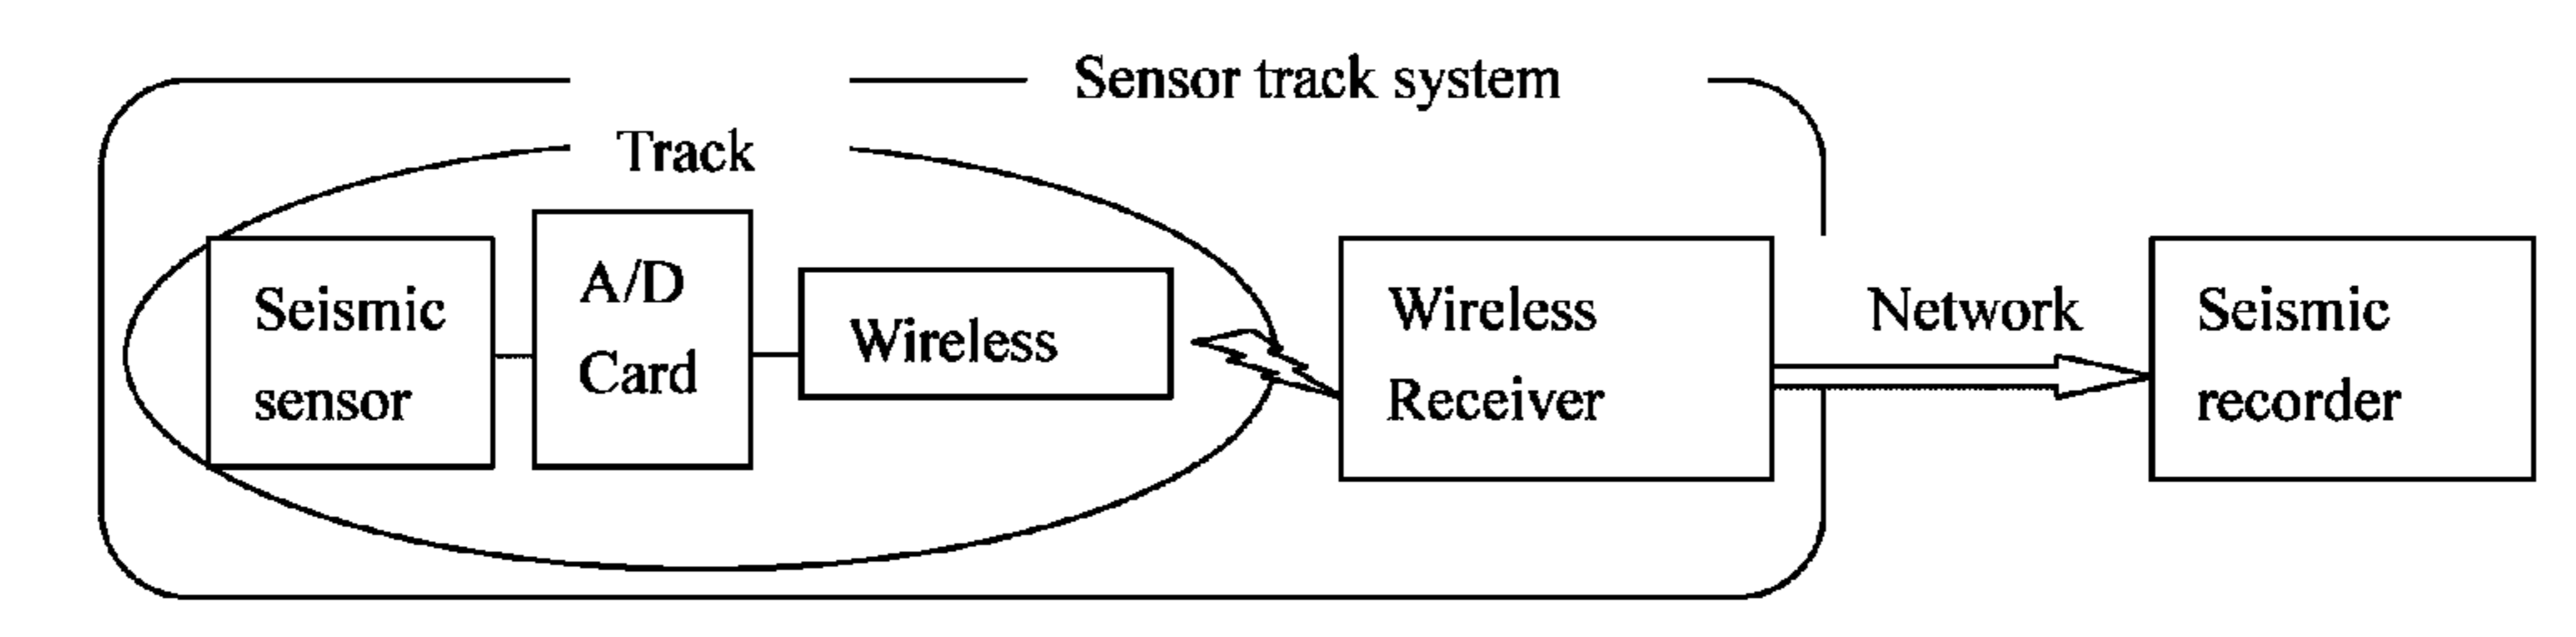 Sensor track system
Track
Seismic
sensor
A/D
Card
Wireless
Wireless
Receiver
Network
Seismic
recorder